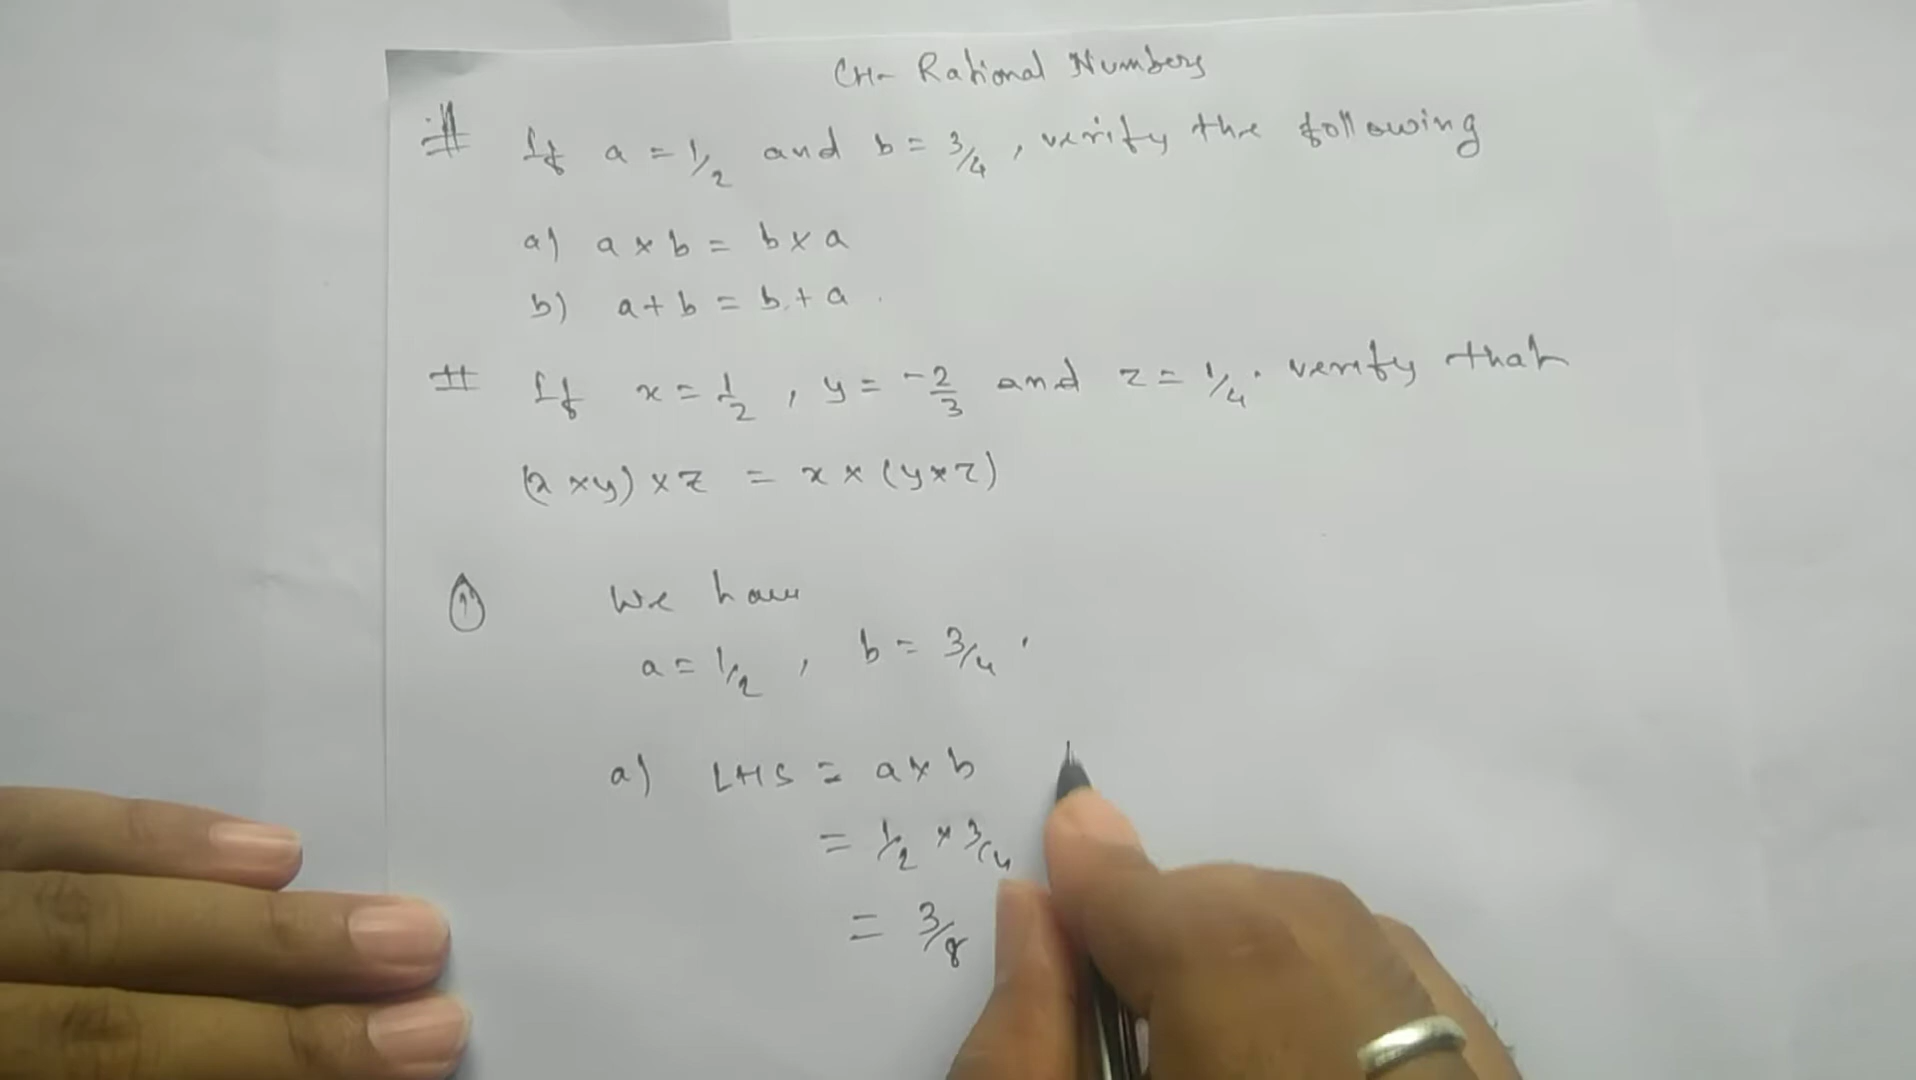 CH- Rational Numbers
# If a = 1/2 and b = 3/4, verify the following
a) a × b = b × a
b) a + b = b + a.
# If x = 1/2, y = -2/3 and z = 1/4. verify that
(x × y) × z = x × (y × z)
① We have
a = 1/2, b = 3/4.
a) LHS = a × b
= 1/2 × 3/4
= 3/8